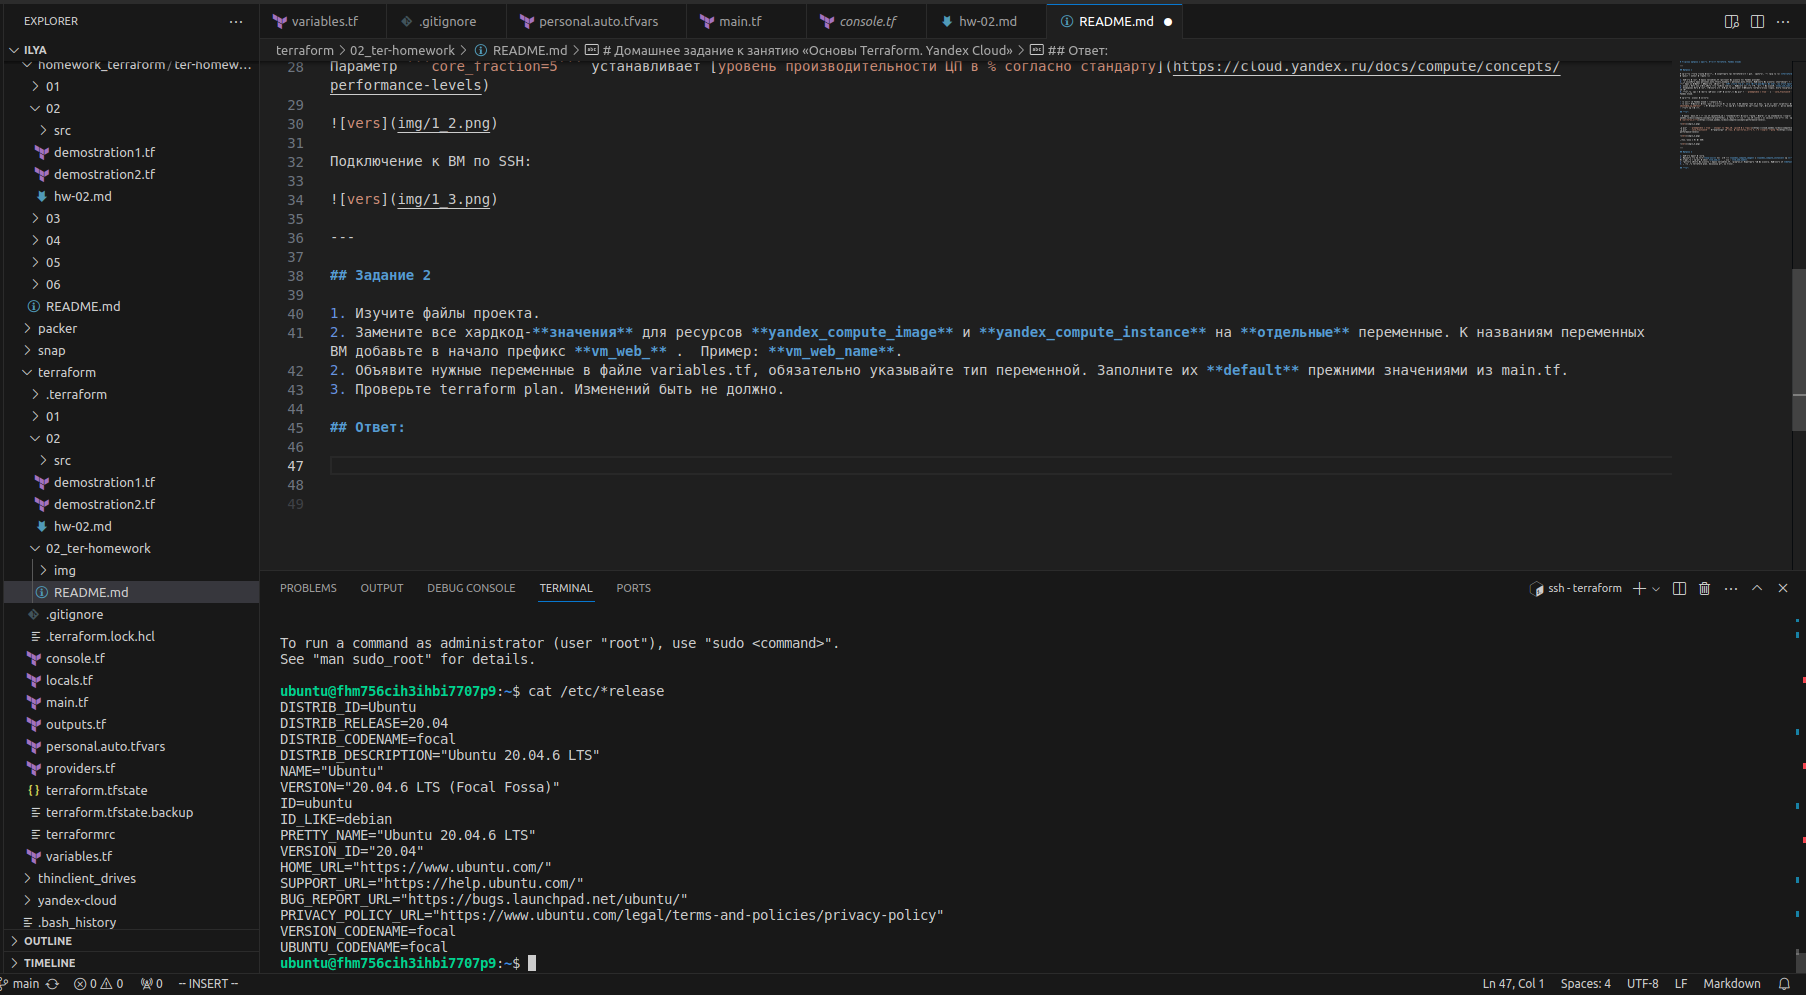 EXPLORER
ILYA
homework_terraform / ter-homew...
01
02
src
demostration1.tf
demostration2.tf
hw-02.md
03
04
05
06
README.md
packer
snap
terraform
.terraform
01
02
src
demostration1.tf
demostration2.tf
hw-02.md
02_ter-homework
img
README.md
.gitignore
.terraform.lock.hcl
console.tf
locals.tf
main.tf
outputs.tf
personal.auto.tfvars
providers.tf
terraform.tfstate
terraform.tfstate.backup
terraformrc
variables.tf
thinclient_drives
yandex-cloud
.bash_history
OUTLINE
TIMELINE
variables.tf .gitignore personal.auto.tfvars main.tf console.tf hw-02.md README.md
terraform > 02_ter-homework > README.md > # Домашнее задание к занятию «Основы Terraform. Yandex Cloud» > ## Ответ:
28 Параметр ```core_fraction=5``` устанавливает [уровень производительности ЦП в % согласно стандарту](https://cloud.yandex.ru/docs/compute/concepts/
performance-levels)
29
30 ![vers](img/1_2.png)
31
32 Подключение к ВМ по SSH:
33
34 ![vers](img/1_3.png)
35
36 ---
37
38 ## Задание 2
39
40 1. Изучите файлы проекта.
41 2. Замените все хардкод-**значения** для ресурсов **yandex_compute_image** и **yandex_compute_instance** на **отдельные** переменные. К названиям переменных
ВМ добавьте в начало префикс **vm_web_** .  Пример: **vm_web_name**.
42 2. Объявите нужные переменные в файле variables.tf, обязательно указывайте тип переменной. Заполните их **default** прежними значениями из main.tf.
43 3. Проверьте terraform plan. Изменений быть не должно.
44
45 ## Ответ:
46
47
48
49
PROBLEMS OUTPUT DEBUG CONSOLE TERMINAL PORTS
ssh - terraform
To run a command as administrator (user "root"), use "sudo <command>".
See "man sudo_root" for details.
ubuntu@fhm756cih3ihbi7707p9:~$ cat /etc/*release
DISTRIB_ID=Ubuntu
DISTRIB_RELEASE=20.04
DISTRIB_CODENAME=focal
DISTRIB_DESCRIPTION="Ubuntu 20.04.6 LTS"
NAME="Ubuntu"
VERSION="20.04.6 LTS (Focal Fossa)"
ID=ubuntu
ID_LIKE=debian
PRETTY_NAME="Ubuntu 20.04.6 LTS"
VERSION_ID="20.04"
HOME_URL="https://www.ubuntu.com/"
SUPPORT_URL="https://help.ubuntu.com/"
BUG_REPORT_URL="https://bugs.launchpad.net/ubuntu/"
PRIVACY_POLICY_URL="https://www.ubuntu.com/legal/terms-and-policies/privacy-policy"
VERSION_CODENAME=focal
UBUNTU_CODENAME=focal
ubuntu@fhm756cih3ihbi7707p9:~$
main 0 0 0 -- INSERT -- Ln 47, Col 1 Spaces: 4 UTF-8 LF Markdown